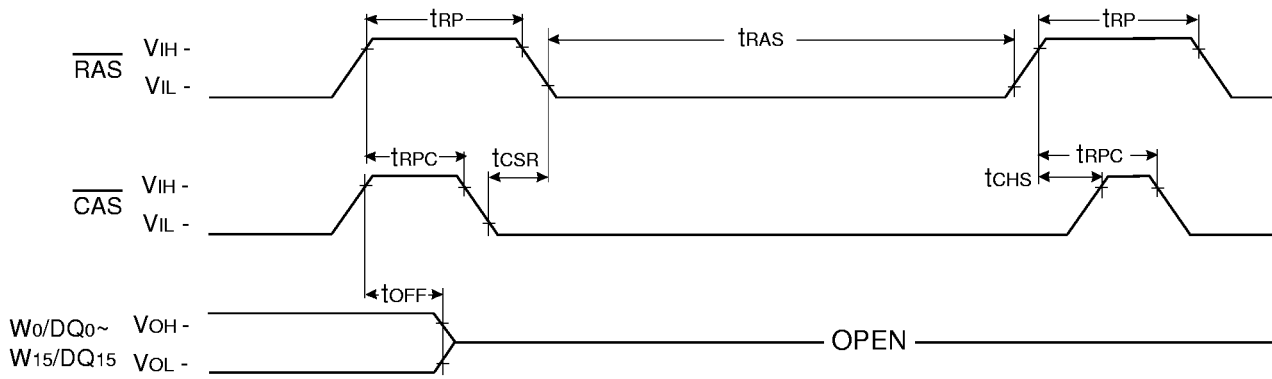 tRP tRAS tRP
RAS VIH -
VIL -
tRPC tCSR tCHS tRPC
CAS VIH -
VIL -
tOFF
W0/DQ0~ VOH -
W15/DQ15 VOL -
OPEN